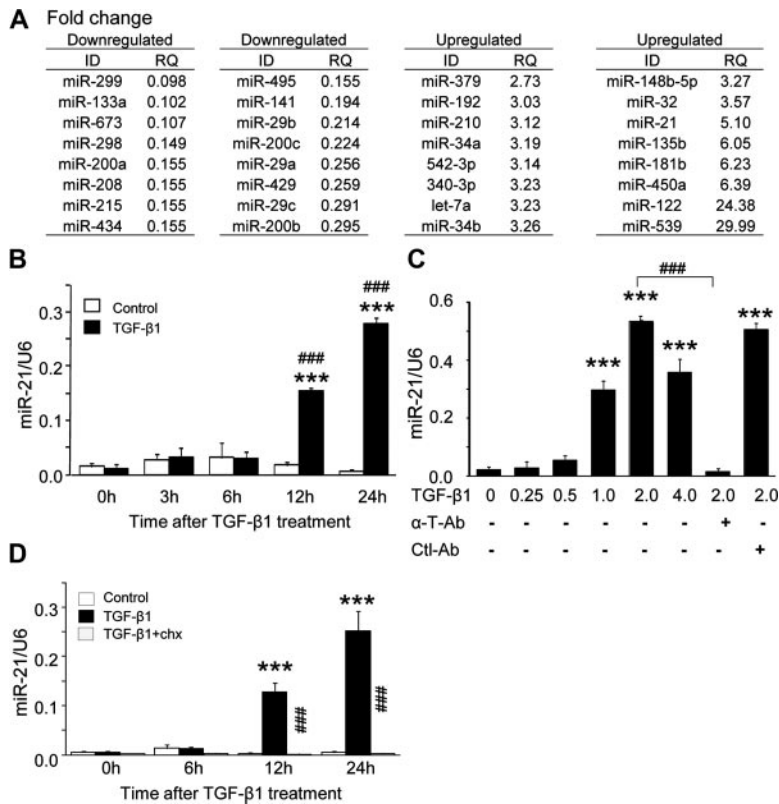 A Fold change
Downregulated Downregulated Upregulated Upregulated
ID RQ ID RQ ID RQ ID RQ
miR-299 0.098 miR-495 0.155 miR-379 2.73 miR-148b-5p 3.27
miR-133a 0.102 miR-141 0.194 miR-192 3.03 miR-32 3.57
miR-673 0.107 miR-29b 0.214 miR-210 3.12 miR-21 5.10
miR-298 0.149 miR-200c 0.224 miR-34a 3.19 miR-135b 6.05
miR-200a 0.155 miR-29a 0.256 542-3p 3.14 miR-181b 6.23
miR-208 0.155 miR-429 0.259 340-3p 3.23 miR-450a 6.39
miR-215 0.155 miR-29c 0.291 let-7a 3.23 miR-122 24.38
miR-434 0.155 miR-200b 0.295 miR-34b 3.26 miR-539 29.99
B
miR-21/U6
0.3
0.2
0.1
0.0
Control
TGF-β1
###
***
###
***
0h 3h 6h 12h 24h
Time after TGF-β1 treatment
C
miR-21/U6
0.6
0.4
0.2
0.0
###
***
***
***
***
TGF-β1 0 0.25 0.5 1.0 2.0 4.0 2.0 2.0
α-T-Ab - - - - - - + -
Ctl-Ab - - - - - - - +
D
miR-21/U6
0.3
0.2
0.1
0.0
Control
TGF-β1
TGF-β1+chx
***
###
***
###
0h 6h 12h 24h
Time after TGF-β1 treatment